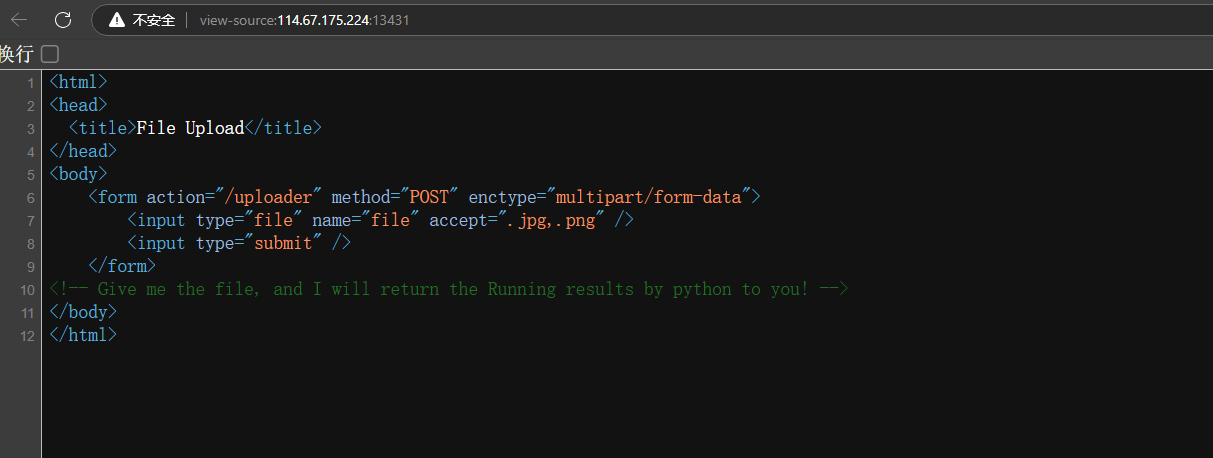 不安全 view-source:114.67.175.224:13431
换行
1 <html>
2 <head>
3 <title>File Upload</title>
4 </head>
5 <body>
6 <form action="/uploader" method="POST" enctype="multipart/form-data">
7 <input type="file" name="file" accept=".jpg,.png" />
8 <input type="submit" />
9 </form>
10 <!-- Give me the file, and I will return the Running results by python to you! -->
11 </body>
12 </html>